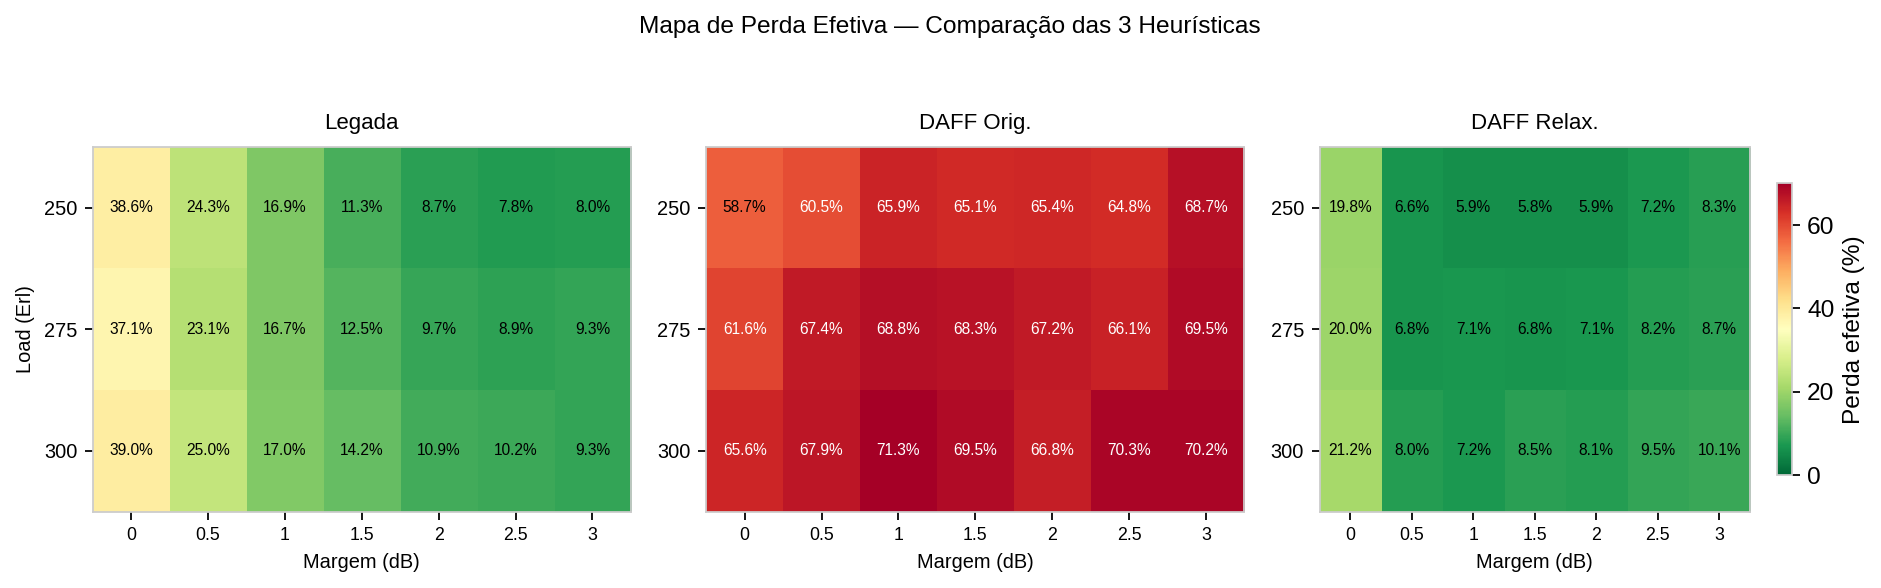 Mapa de Perda Efetiva — Comparação das 3 Heurísticas
Legada
250 38.6% 24.3% 16.9% 11.3% 8.7% 7.8% 8.0%
275 37.1% 23.1% 16.7% 12.5% 9.7% 8.9% 9.3%
300 39.0% 25.0% 17.0% 14.2% 10.9% 10.2% 9.3%
0 0.5 1 1.5 2 2.5 3
Margem (dB)
Load (Erl)
DAFF Orig.
250 58.7% 60.5% 65.9% 65.1% 65.4% 64.8% 68.7%
275 61.6% 67.4% 68.8% 68.3% 67.2% 66.1% 69.5%
300 65.6% 67.9% 71.3% 69.5% 66.8% 70.3% 70.2%
0 0.5 1 1.5 2 2.5 3
Margem (dB)
DAFF Relax.
250 19.8% 6.6% 5.9% 5.8% 5.9% 7.2% 8.3%
275 20.0% 6.8% 7.1% 6.8% 7.1% 8.2% 8.7%
300 21.2% 8.0% 7.2% 8.5% 8.1% 9.5% 10.1%
0 0.5 1 1.5 2 2.5 3
Margem (dB)
60
40
20
0
Perda efetiva (%)